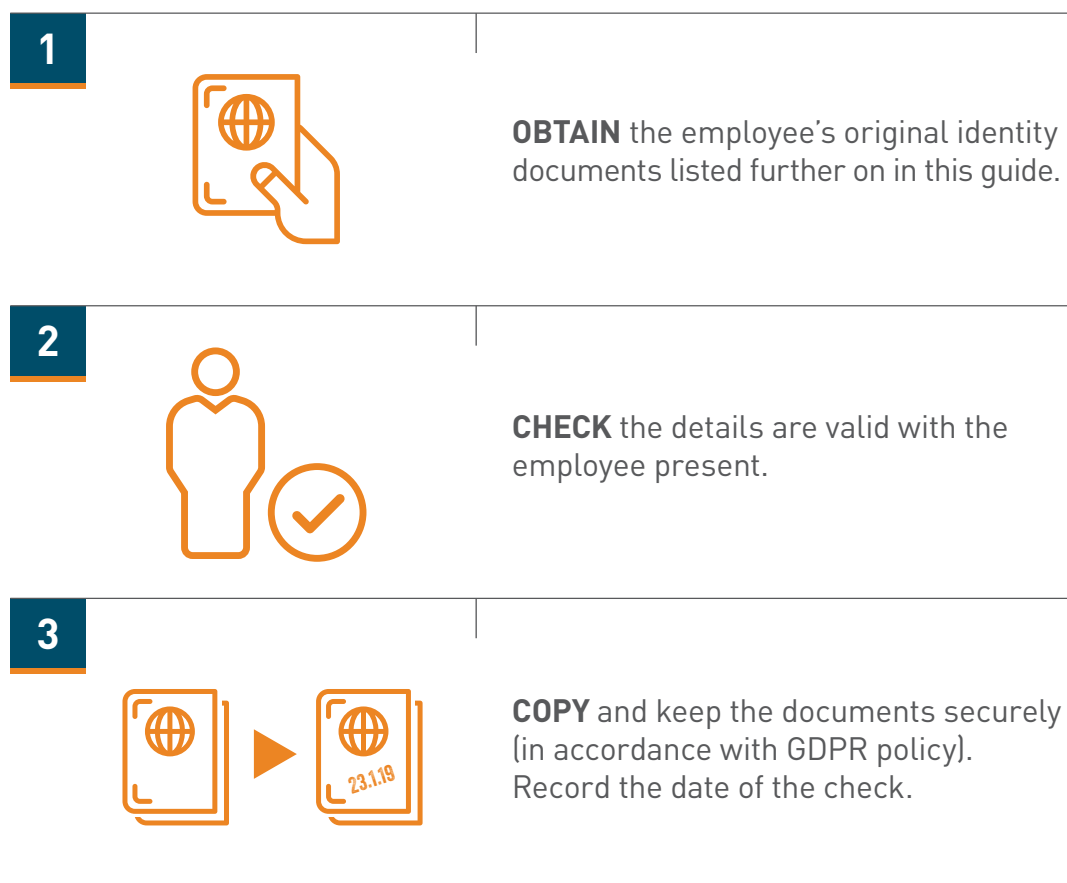 1
OBTAIN the employee’s original identity
documents listed further on in this guide.
2
CHECK the details are valid with the
employee present.
3
COPY and keep the documents securely
(in accordance with GDPR policy).
Record the date of the check.
23.1.19